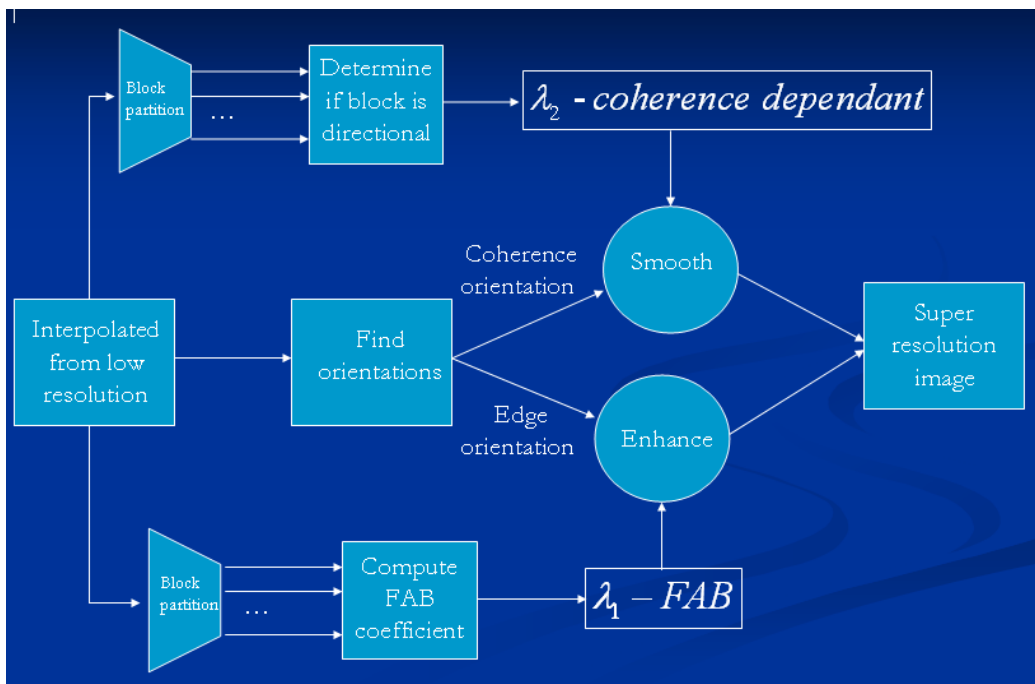 Block
partition
...
Determine
if block is
directional
λ₂ - coherence dependant
Coherence
orientation
Smooth
Interpolated
from low
resolution
Find
orientations
Super
resolution
image
Edge
orientation
Enhance
Block
partition
...
Compute
FAB
coefficient
λ₁ – FAB